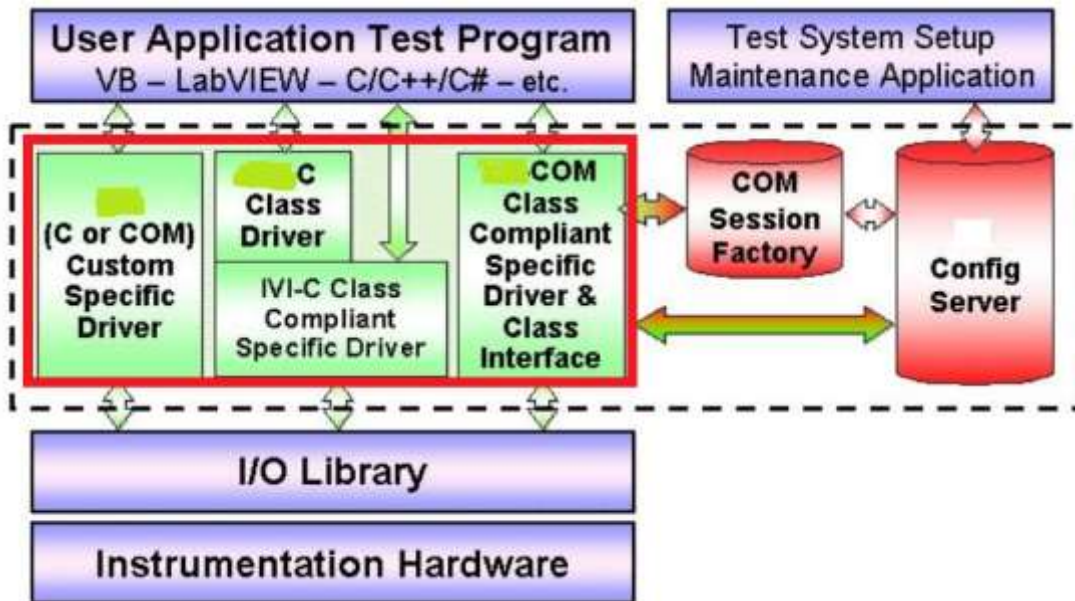 User Application Test Program
VB – LabVIEW – C/C++/C# – etc.
Test System Setup
Maintenance Application
(C or COM)
Custom
Specific
Driver
C
Class
Driver
IVI-C Class
Compliant
Specific Driver
-COM
Class
Compliant
Specific
Driver &
Class
Interface
COM
Session
Factory
Config
Server
I/O Library
Instrumentation Hardware